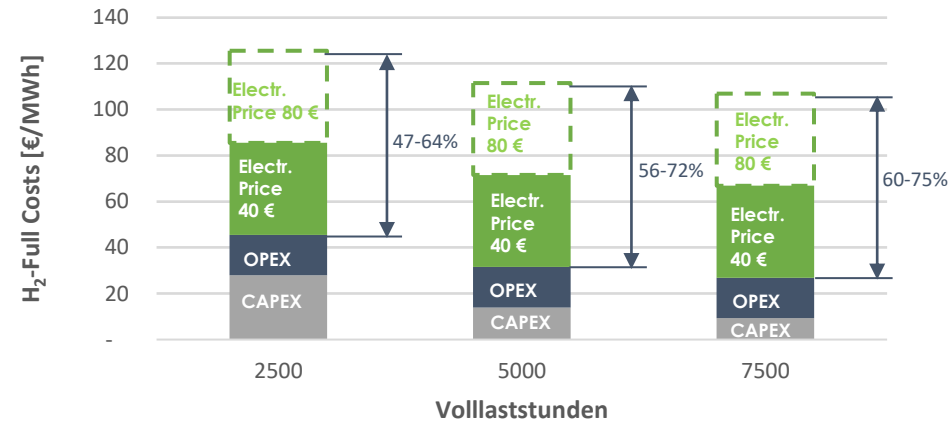 H2-Full Costs [€/MWh]
140
120
100
80
60
40
20
-
Electr.
Price 80 €
Electr.
Price
40 €
OPEX
CAPEX
47-64%
Electr.
Price
80 €
Electr.
Price
40 €
OPEX
CAPEX
56-72%
Electr.
Price
80 €
Electr.
Price
40 €
OPEX
CAPEX
60-75%
2500
5000
7500
Volllaststunden